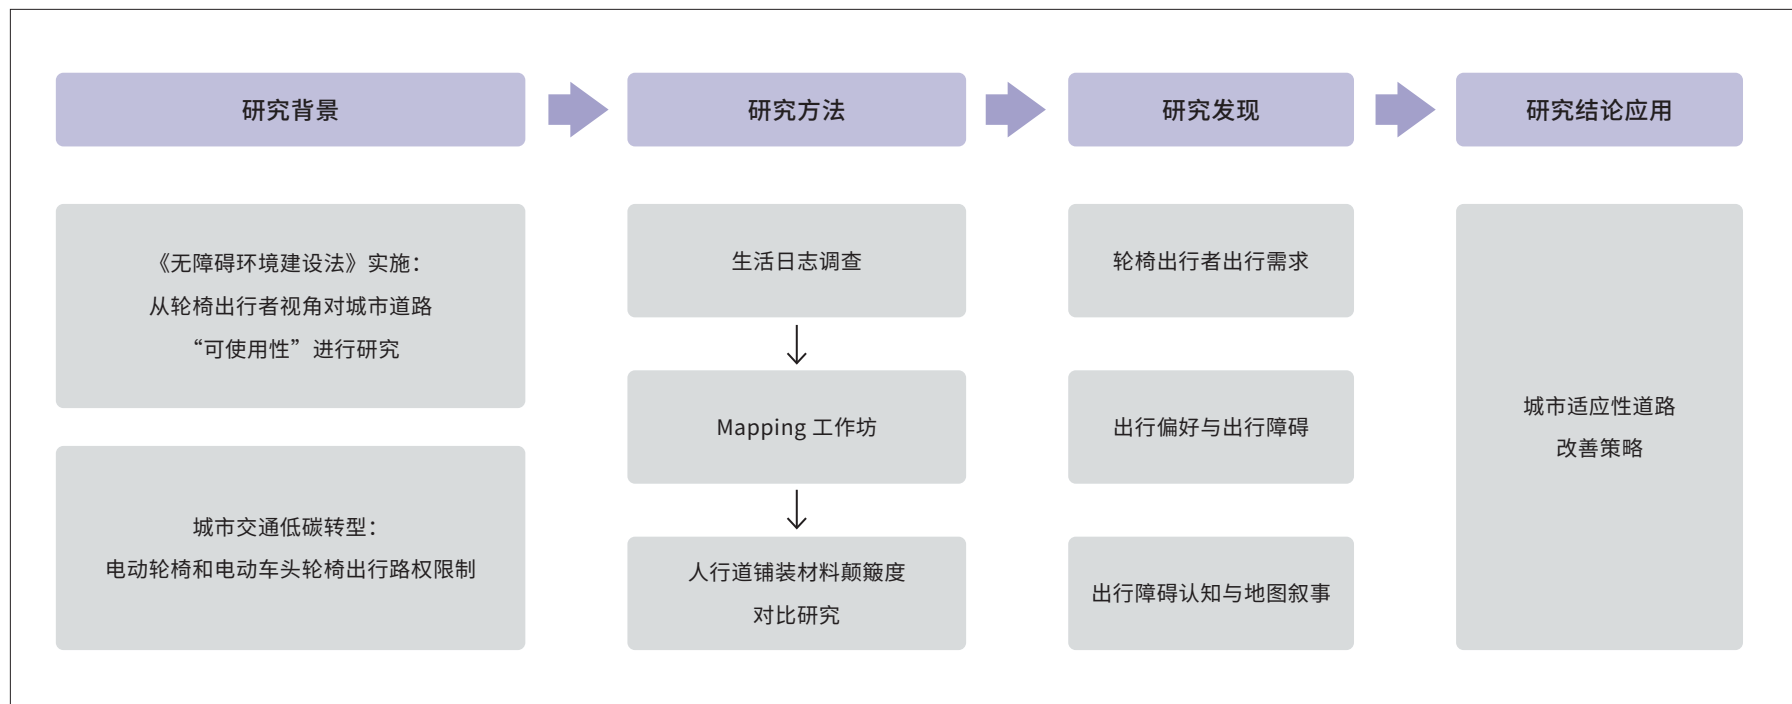 研究背景
研究方法
研究发现
研究结论应用
《无障碍环境建设法》实施：
从轮椅出行者视角对城市道路
“可使用性”进行研究
城市交通低碳转型：
电动轮椅和电动车头轮椅出行路权限制
生活日志调查
Mapping 工作坊
人行道铺装材料颠簸度
对比研究
轮椅出行者出行需求
出行偏好与出行障碍
出行障碍认知与地图叙事
城市适应性道路
改善策略